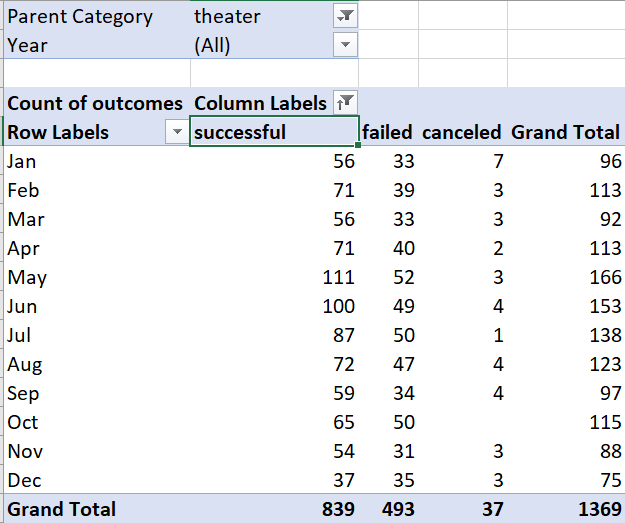 Parent Category theater
Year (All)
Count of outcomes Column Labels
Row Labels successful failed canceled Grand Total
Jan 56 33 7 96
Feb 71 39 3 113
Mar 56 33 3 92
Apr 71 40 2 113
May 111 52 3 166
Jun 100 49 4 153
Jul 87 50 1 138
Aug 72 47 4 123
Sep 59 34 4 97
Oct 65 50 115
Nov 54 31 3 88
Dec 37 35 3 75
Grand Total 839 493 37 1369